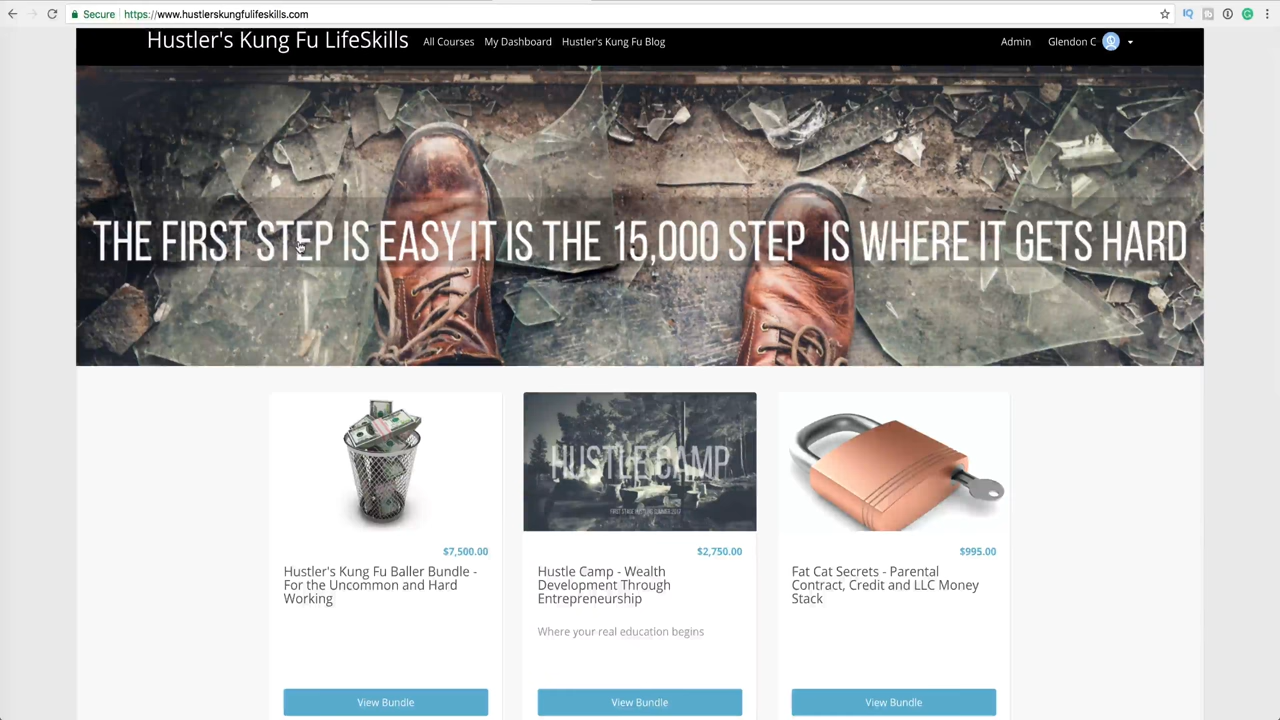 Secure
https://www.hustlerskungfulifeskills.com
Hustler's Kung Fu LifeSkills
All Courses
My Dashboard
Hustler's Kung Fu Blog
Admin
Glendon C
THE FIRST STEP IS EASY IT IS THE 15,000 STEP IS WHERE IT GETS HARD
$7,500.00
Hustler's Kung Fu Baller Bundle -
For the Uncommon and Hard
Working
View Bundle
HUSTLE CAMP
$2,750.00
Hustle Camp - Wealth
Development Through
Entrepreneurship
Where your real education begins
View Bundle
$995.00
Fat Cat Secrets - Parental
Contract, Credit and LLC Money
Stack
View Bundle